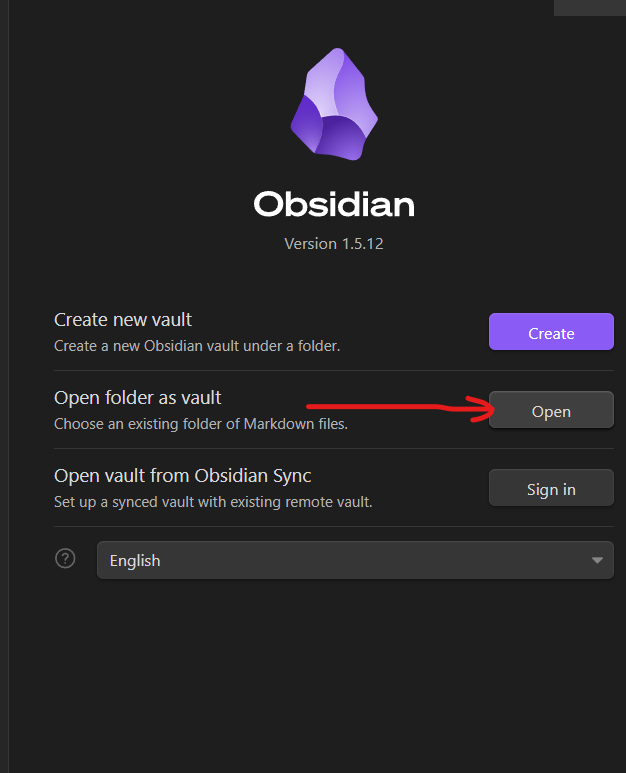 Obsidian
Version 1.5.12
Create new vault
Create a new Obsidian vault under a folder.
Create
Open folder as vault
Choose an existing folder of Markdown files.
Open
Open vault from Obsidian Sync
Set up a synced vault with existing remote vault.
Sign in
?
English